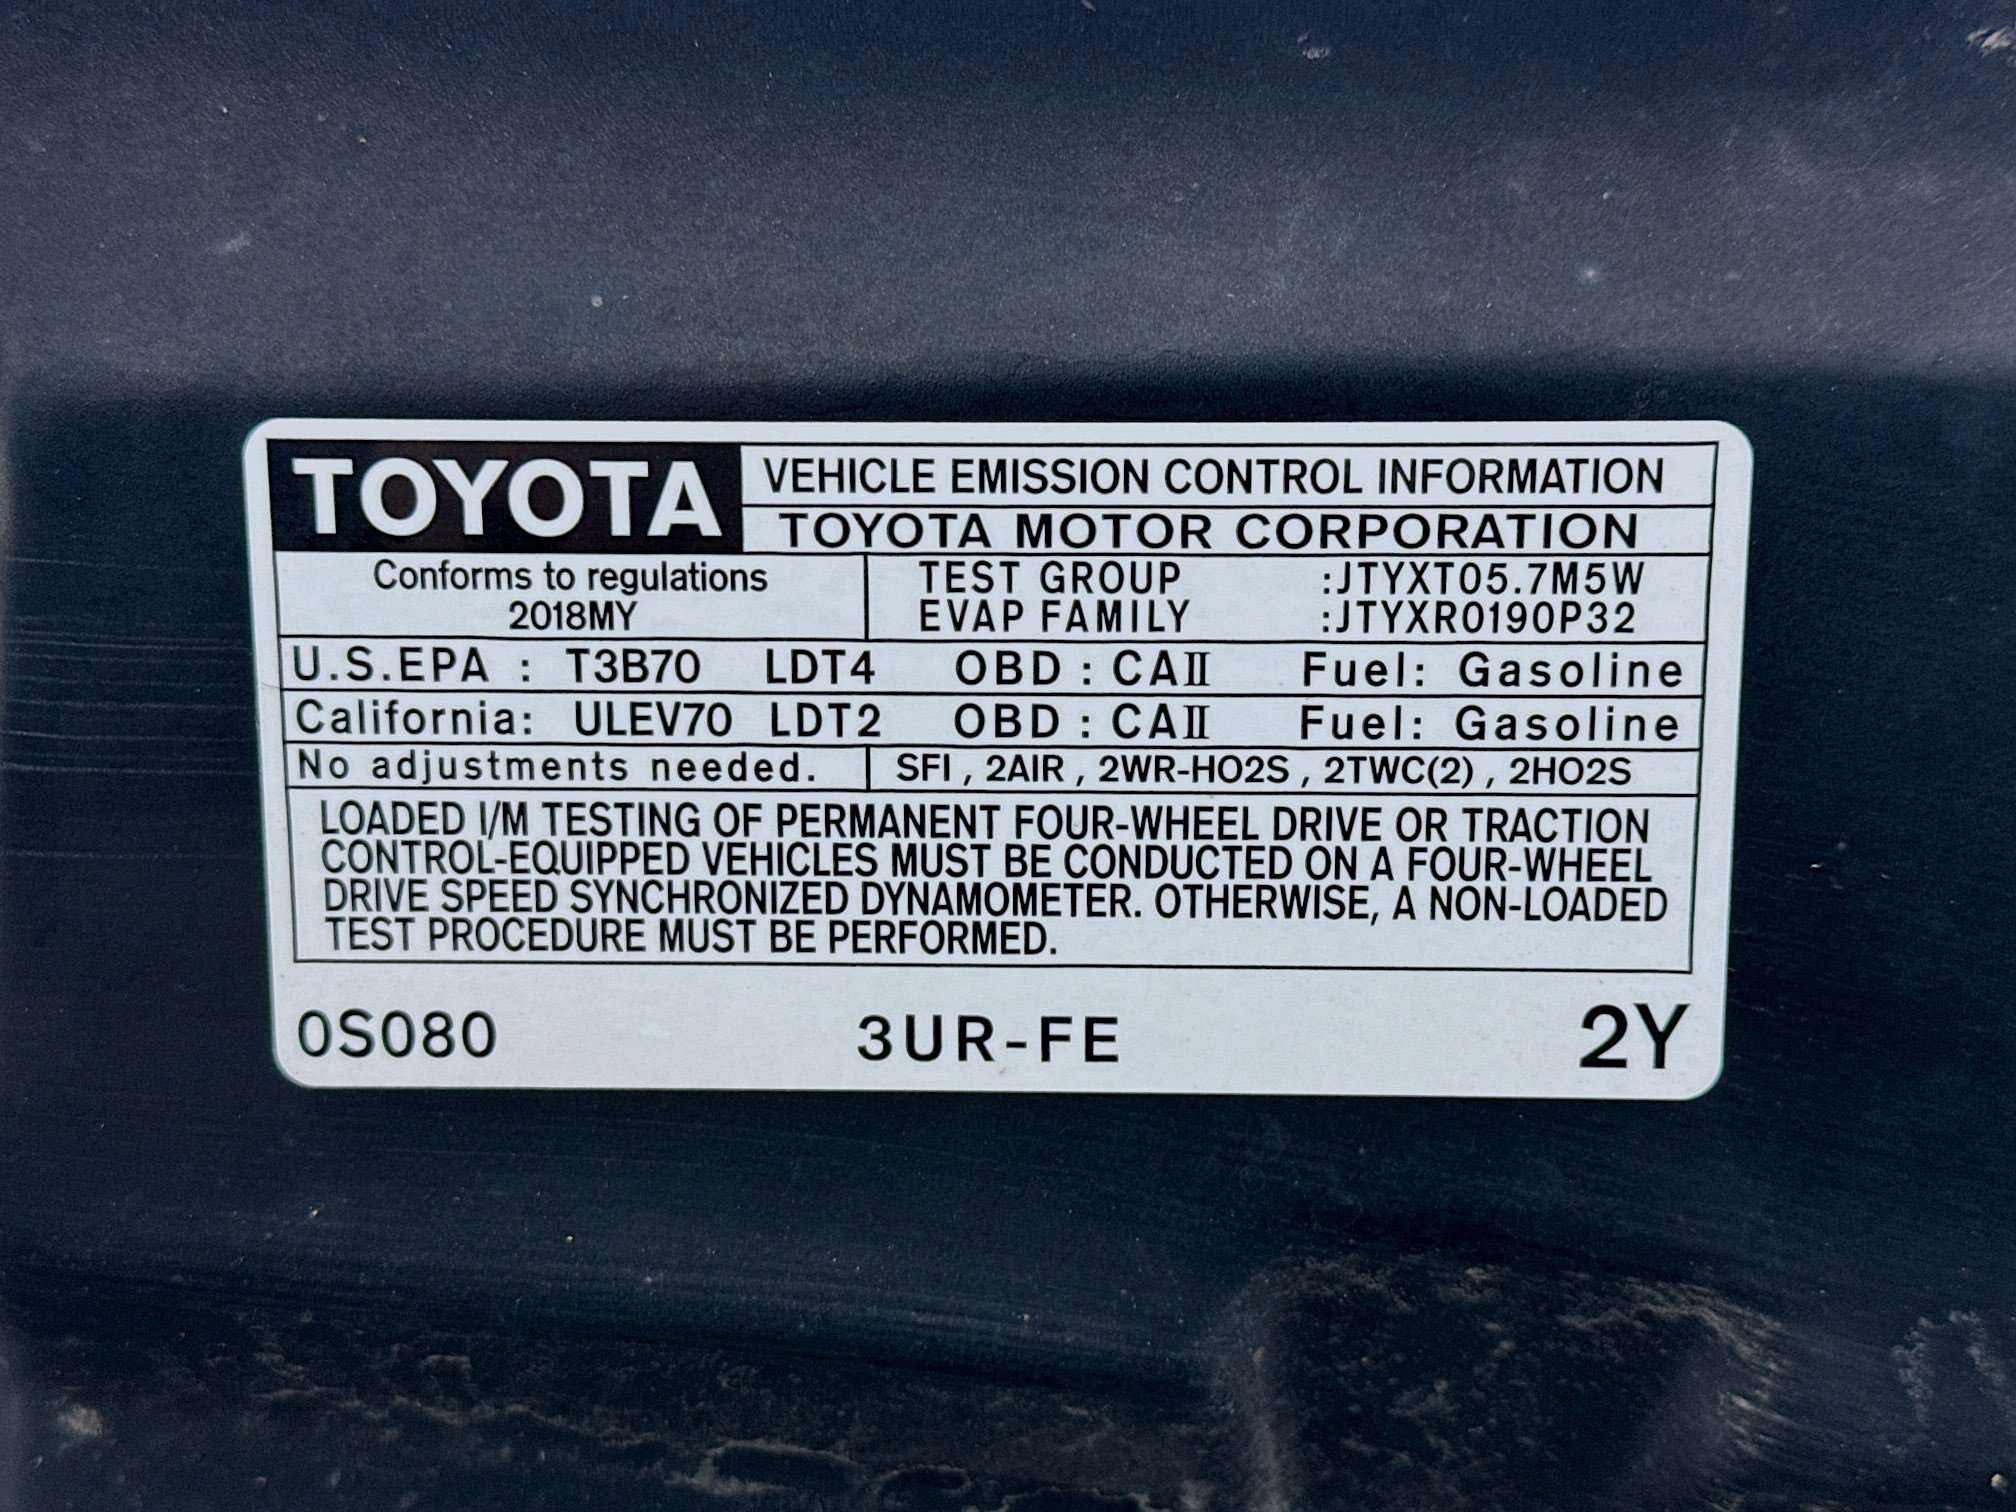 TOYOTA VEHICLE EMISSION CONTROL INFORMATION
TOYOTA MOTOR CORPORATION
Conforms to regulations
2018MY
TEST GROUP :JTYXT05.7M5W
EVAP FAMILY :JTYXR0190P32
U.S.EPA : T3B70 LDT4 OBD : CAⅡ Fuel: Gasoline
California: ULEV70 LDT2 OBD : CAⅡ Fuel: Gasoline
No adjustments needed. SFI , 2AIR , 2WR-HO2S , 2TWC(2) , 2HO2S
LOADED I/M TESTING OF PERMANENT FOUR-WHEEL DRIVE OR TRACTION
CONTROL-EQUIPPED VEHICLES MUST BE CONDUCTED ON A FOUR-WHEEL
DRIVE SPEED SYNCHRONIZED DYNAMOMETER. OTHERWISE, A NON-LOADED
TEST PROCEDURE MUST BE PERFORMED.
0S080 3UR-FE 2Y